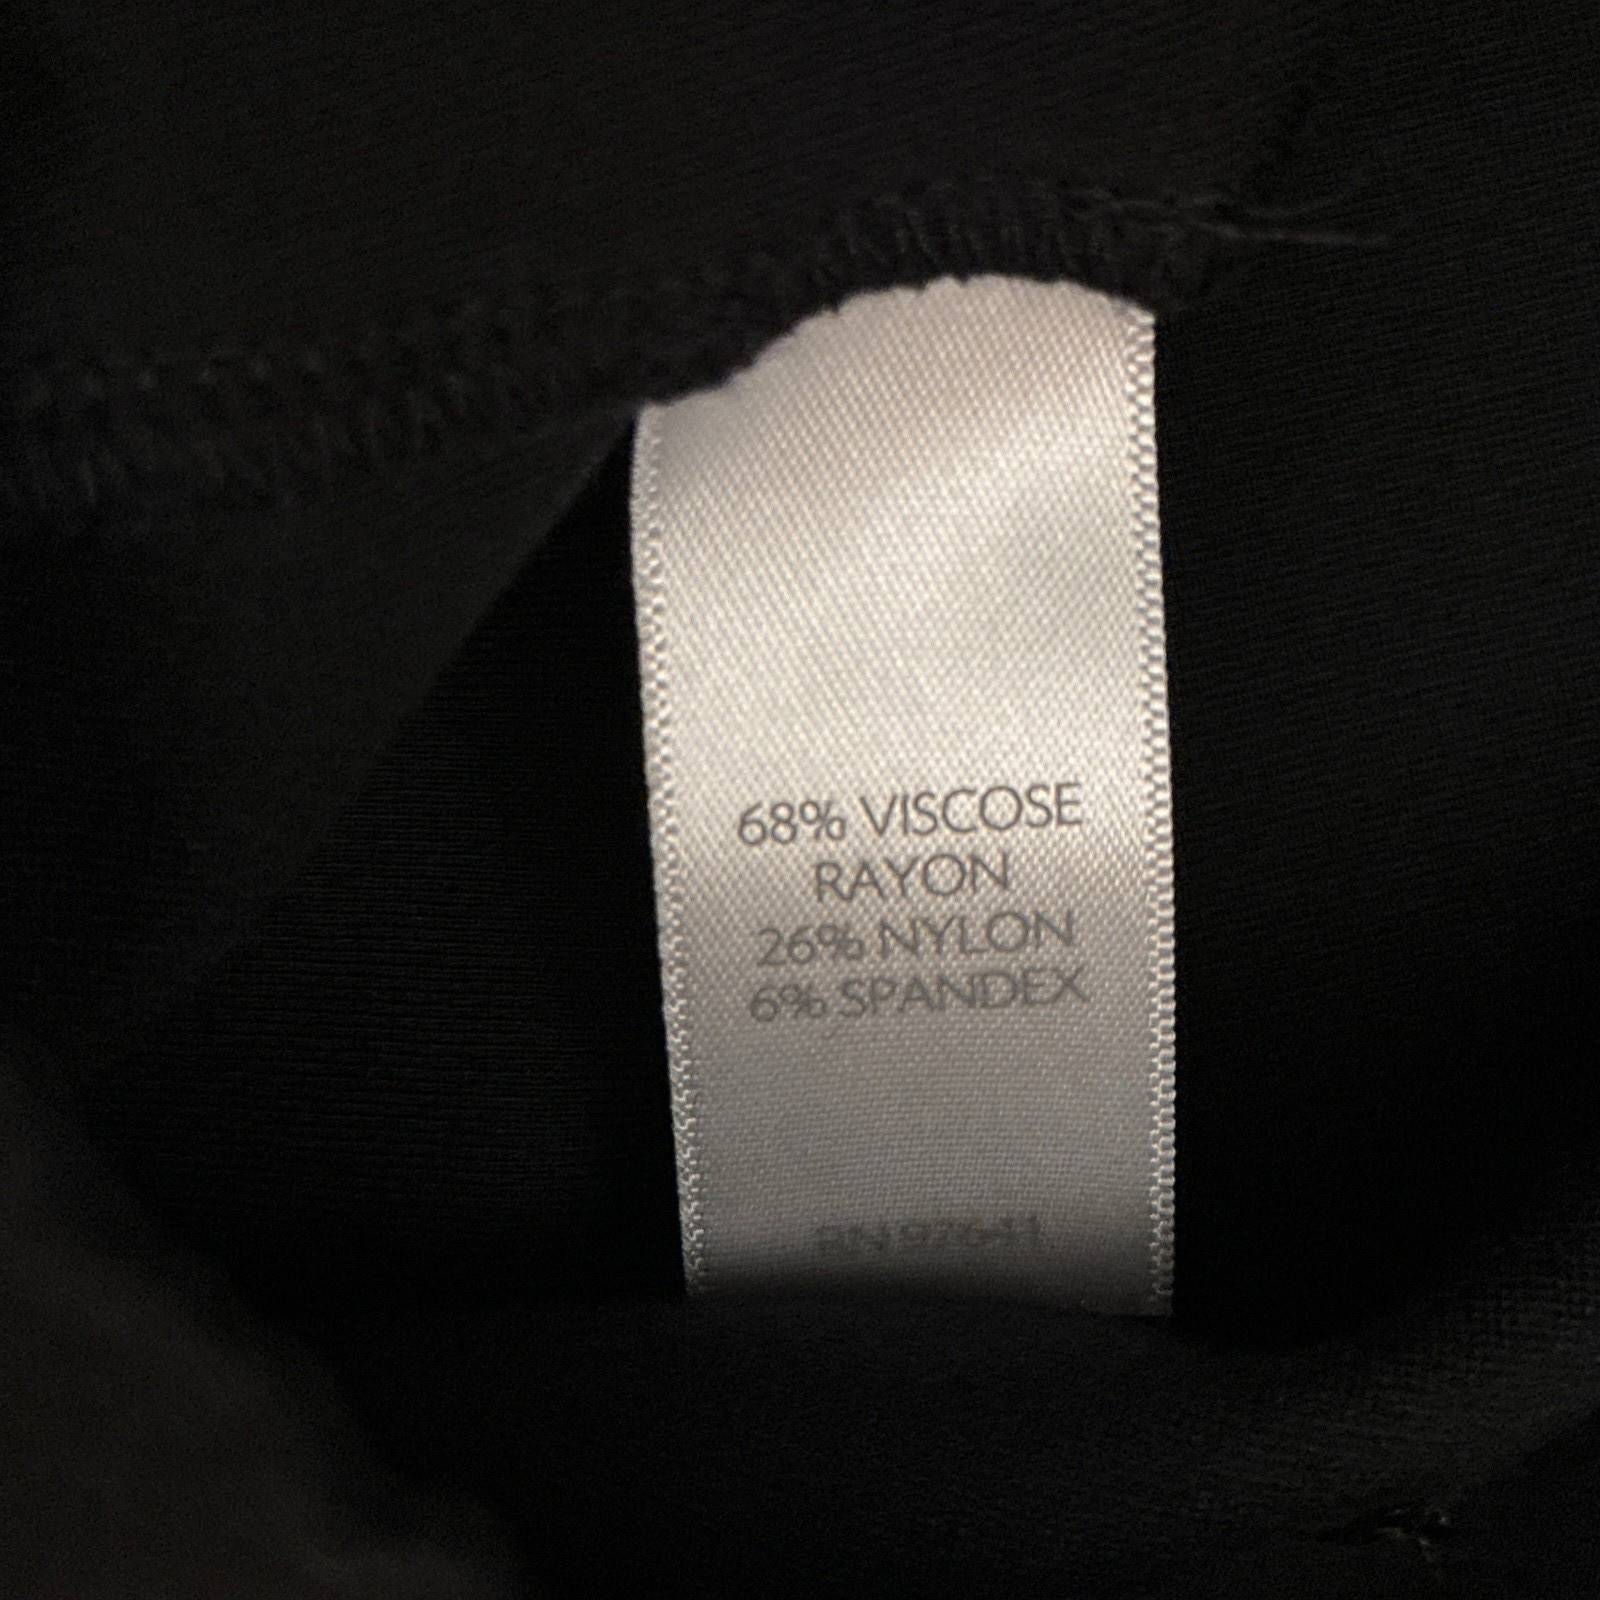 68% VISCOSE
RAYON
26% NYLON
6% SPANDEX